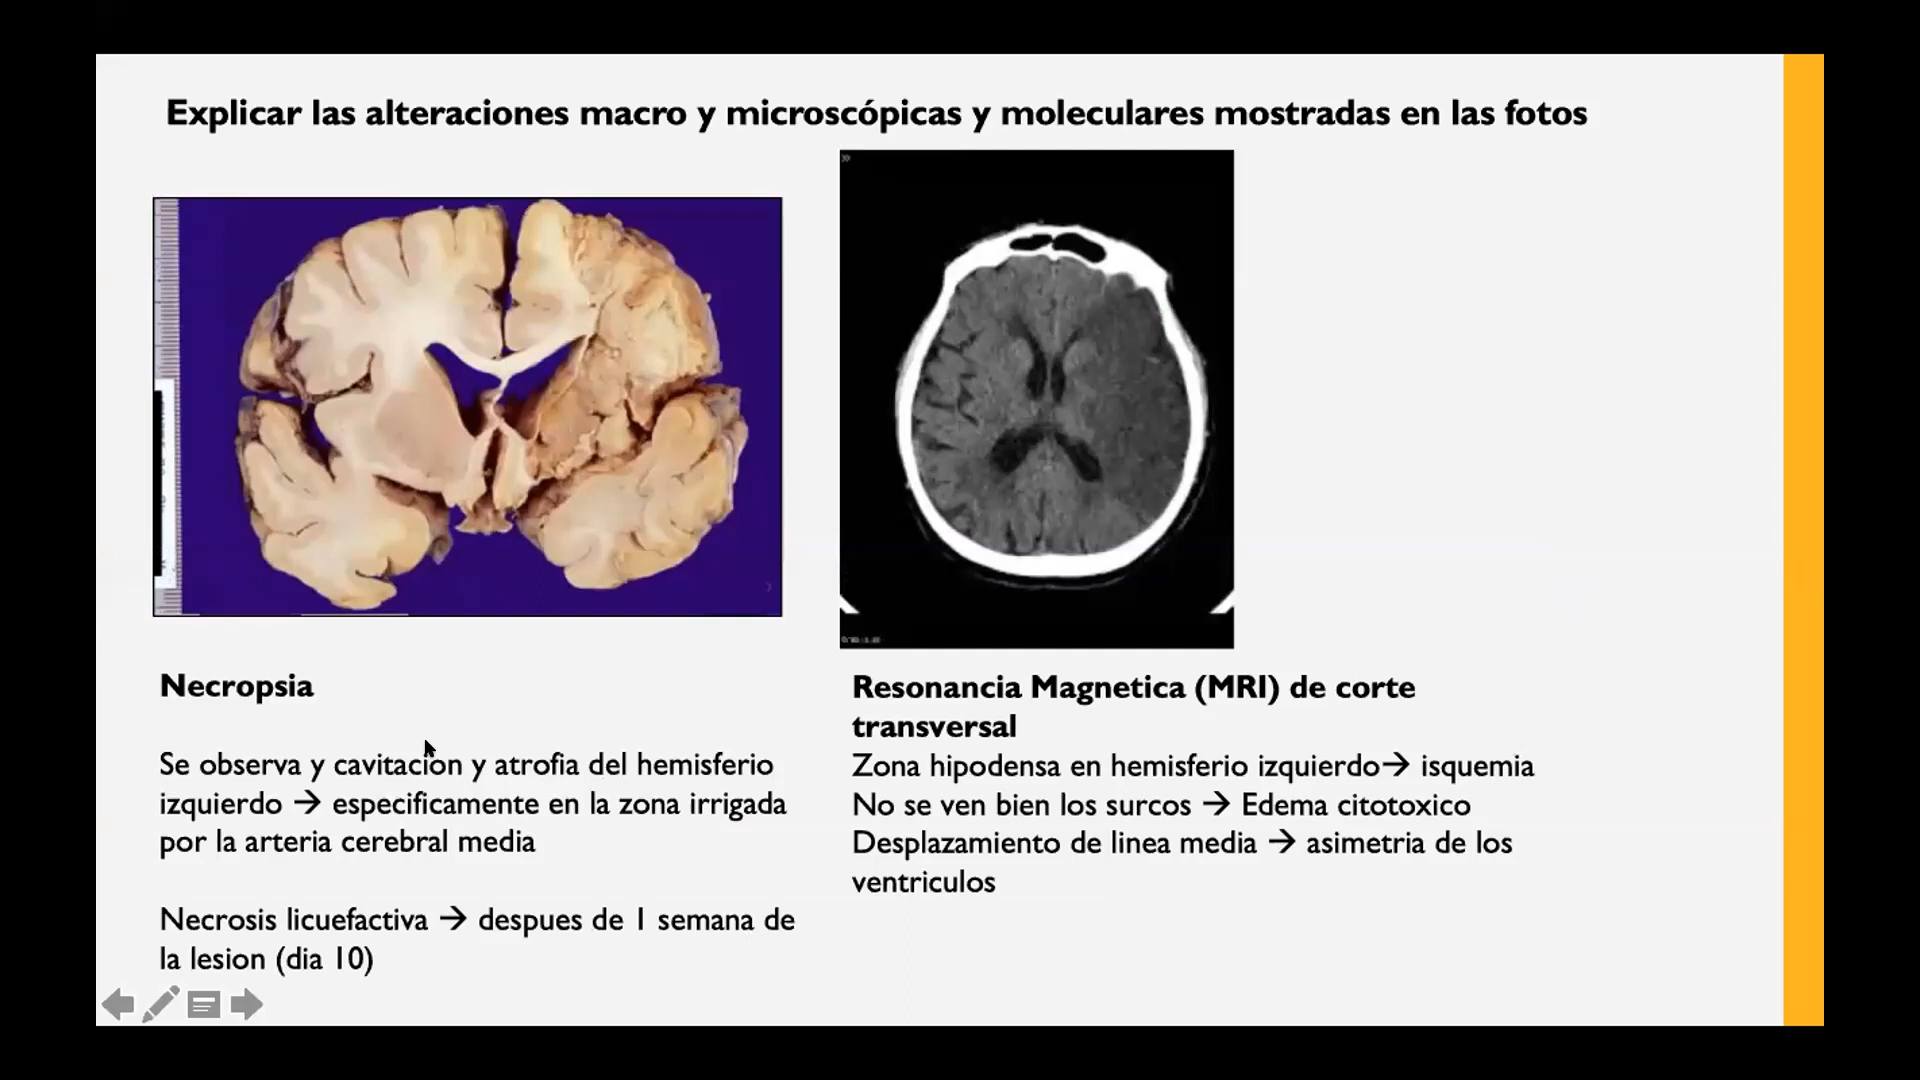 Explicar las alteraciones macro y microscópicas y moleculares mostradas en las fotos
Necropsia
Se observa y cavitacion y atrofia del hemisferio
izquierdo → especificamente en la zona irrigada
por la arteria cerebral media
Necrosis licuefactiva → despues de 1 semana de
la lesion (dia 10)
Resonancia Magnetica (MRI) de corte
transversal
Zona hipodensa en hemisferio izquierdo→ isquemia
No se ven bien los surcos → Edema citotoxico
Desplazamiento de linea media → asimetria de los
ventriculos